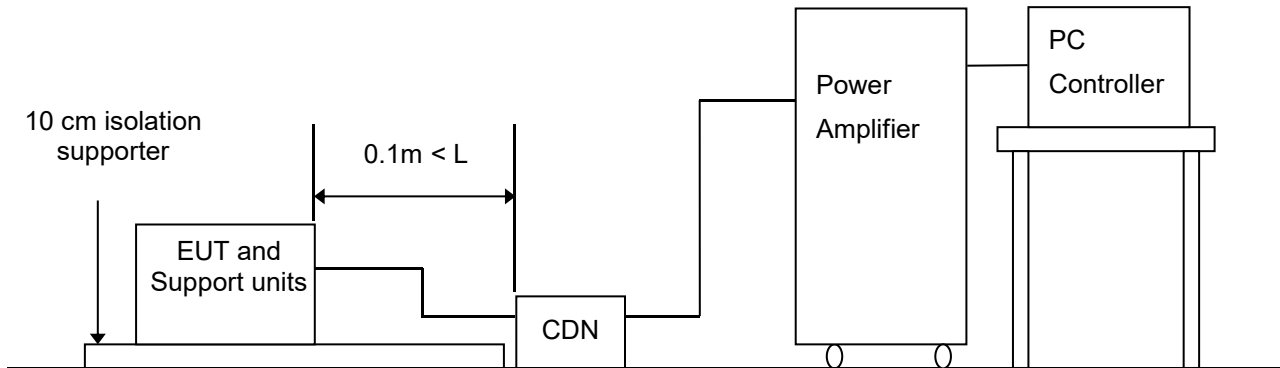 10 cm isolation
supporter
EUT and
Support units
0.1m < L
CDN
Power
Amplifier
PC
Controller